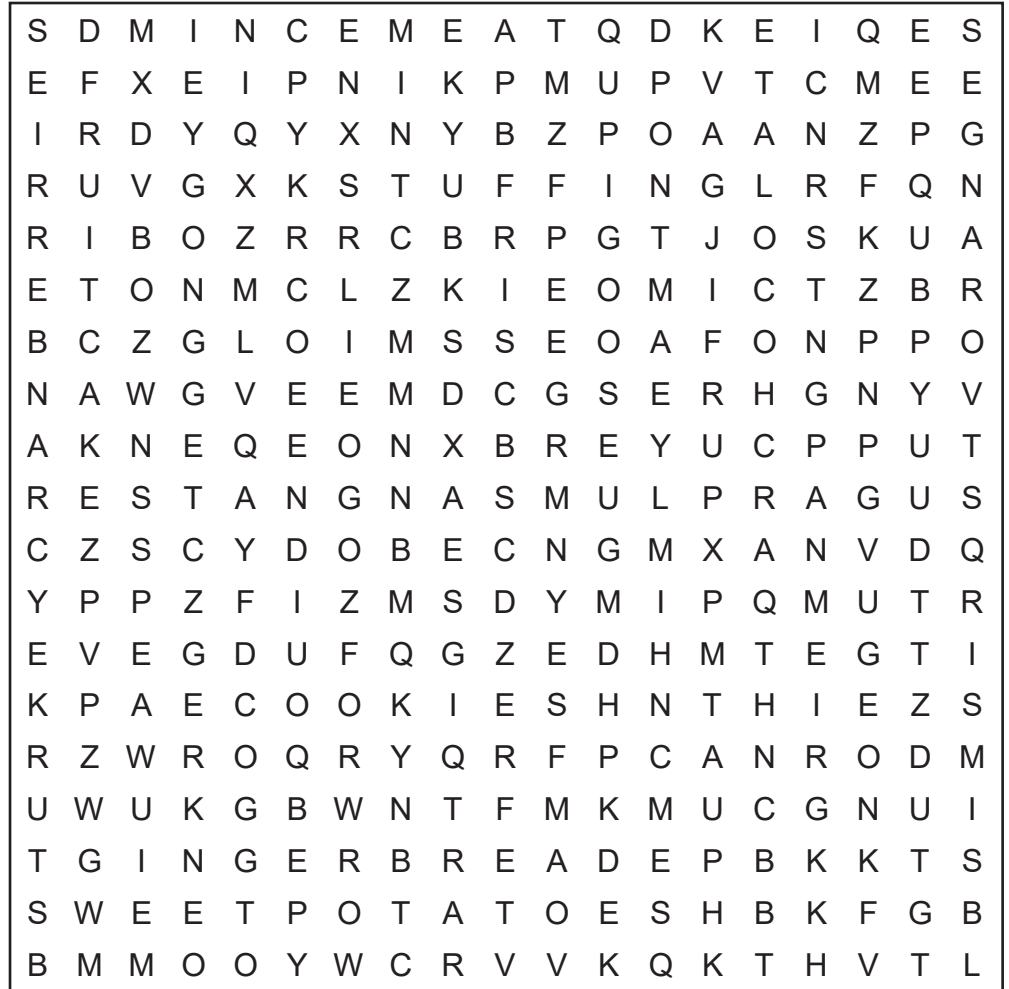 S D M I N C E M E A T Q D K E I Q E S
E F X E I P N I K P M U P V T C M E E
I R D Y Q Y X N Y B Z P O A A N Z P G
R U V G X K S T U F F I N G L R F Q N
R I B O Z R R C B R P G T J O S K U A
E T O N M C L Z K I E O M I C T Z B R
B C Z G L O I M S S E O A F O N P P O
N A W G V E E M D C G S E R H G N Y V
A K N E Q E O N X B R E Y U C P P U T
R E S T A N G N A S M U L P R A G U S
C Z S C Y D O B E C N G M X A N V D Q
Y P P Z F I Z M S D Y M I P Q M U T R
E V E G D U F Q G Z E D H M T E G T I
K P A E C O O K I E S H N T H I E Z S
R Z W R O Q R Y Q R F P C A N R O D M
U W U K G B W N T F M K M U C G N U I
T G I N G E R B R E A D E P B K K T S
S W E E T P O T A T O E S H B K F G B
B M M O O Y W C R V V K Q K T H V T L